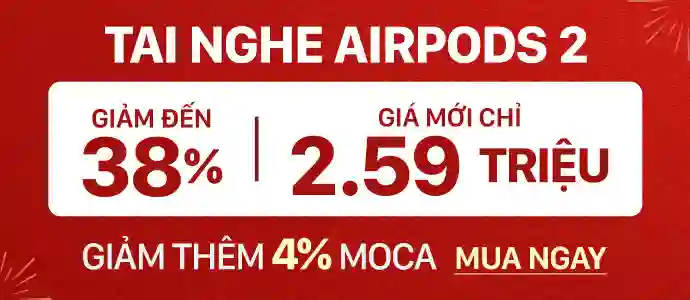 TAI NGHE AIRPODS 2
GIẢM ĐẾN
38%
GIÁ MỚI CHỈ
2.59 TRIỆU
GIẢM THÊM 4% MOCA MUA NGAY